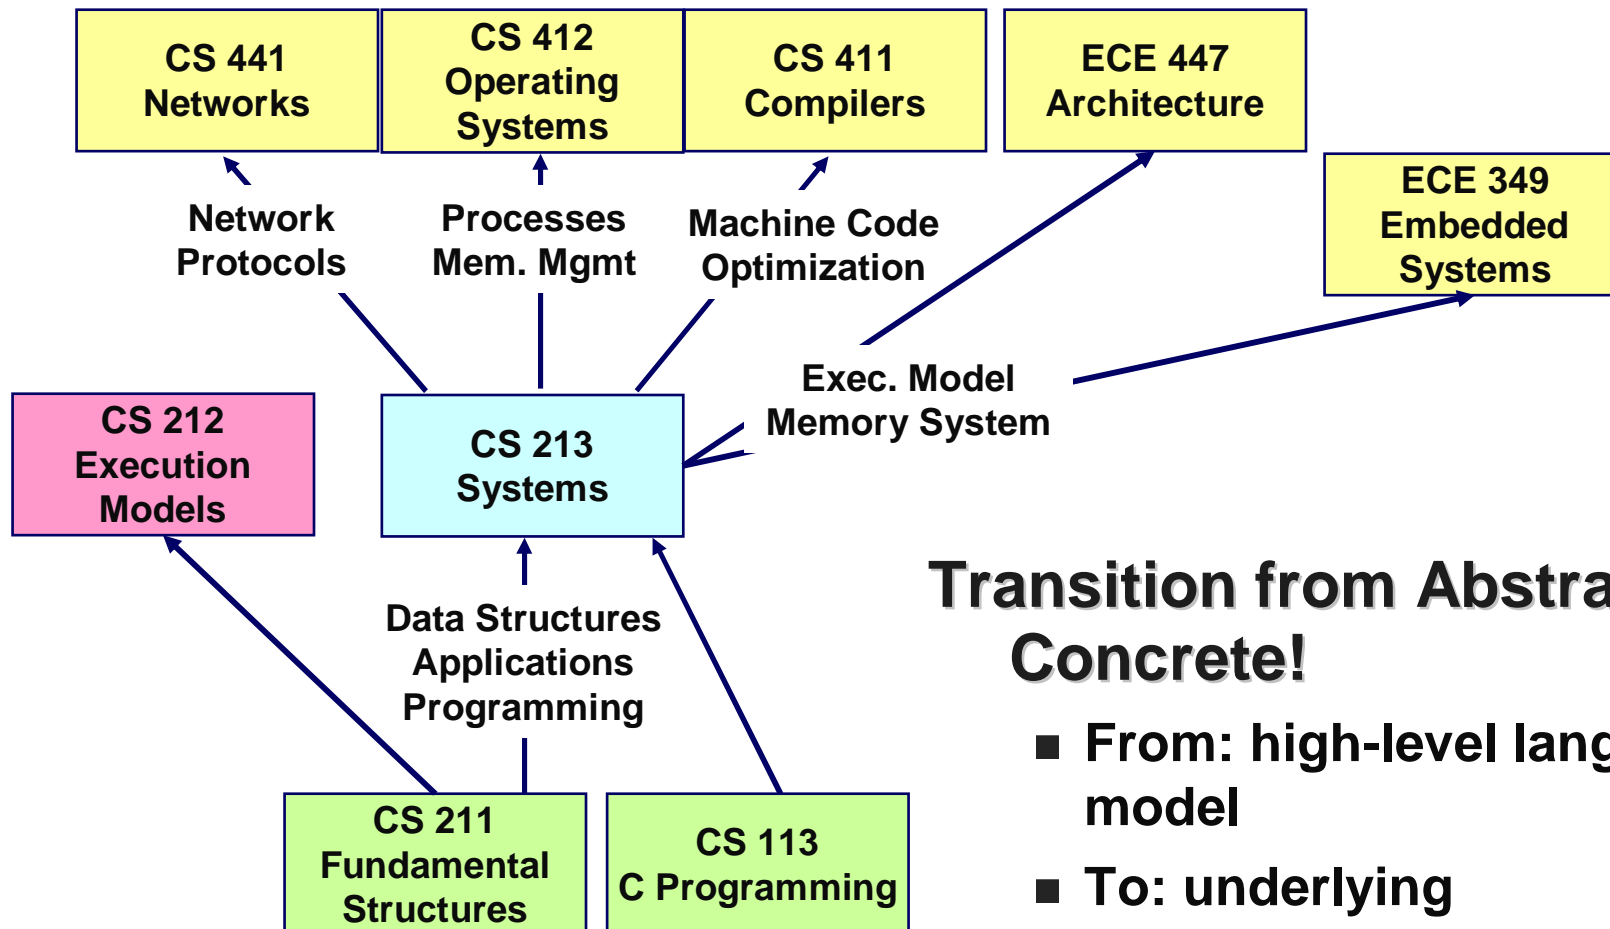 CS 441
Networks
CS 412
Operating
Systems
CS 411
Compilers
ECE 447
Architecture
ECE 349
Embedded
Systems
Network
Protocols
Processes
Mem. Mgmt
Machine Code
Optimization
Exec. Model
Memory System
CS 212
Execution
Models
CS 213
Systems
Data Structures
Applications
Programming
CS 211
Fundamental
Structures
CS 113
C Programming
Transition from
Concrete!
■ From: high-level
model
■ To: underlying